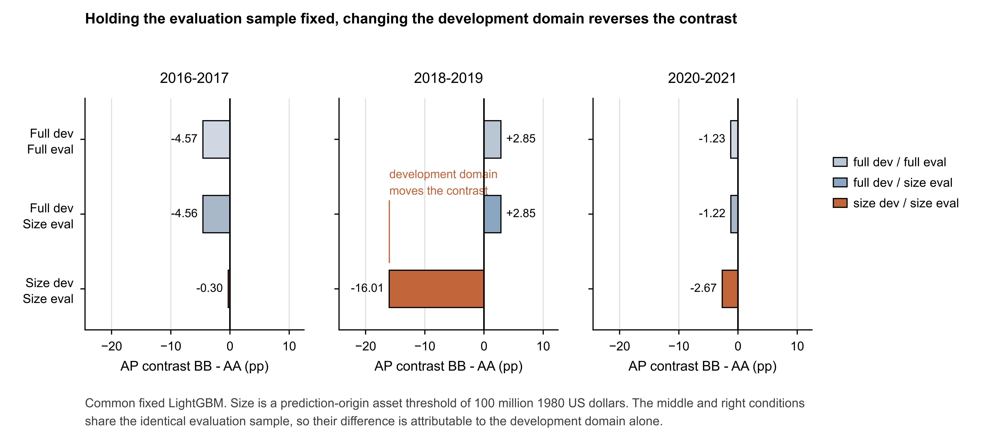 Holding the evaluation sample fixed, changing the development domain reverses the contrast
2016-2017
2018-2019
2020-2021
Full dev
Full eval
-4.57
+2.85
-1.23
development domain
moves the contrast
Full dev
Size eval
-4.56
+2.85
-1.22
Size dev
Size eval
-0.30
-16.01
-2.67
full dev / full eval
full dev / size eval
size dev / size eval
−20 −10 0 10
−20 −10 0 10
−20 −10 0 10
AP contrast BB - AA (pp)
AP contrast BB - AA (pp)
AP contrast BB - AA (pp)
Common fixed LightGBM. Size is a prediction-origin asset threshold of 100 million 1980 US dollars. The middle and right conditions
share the identical evaluation sample, so their difference is attributable to the development domain alone.